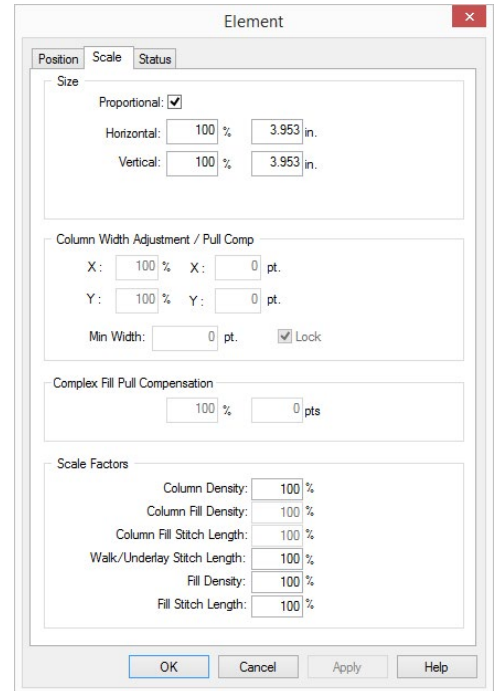 Element
Position Scale Status
Size
Proportional:
Horizontal: 100 % 3.953 in.
Vertical: 100 % 3.953 in.
Column Width Adjustment / Pull Comp
X: 100 % X: 0 pt.
Y: 100 % Y: 0 pt.
Min Width: 0 pt. Lock
Complex Fill Pull Compensation
100 % 0 pts
Scale Factors
Column Density: 100 %
Column Fill Density: 100 %
Column Fill Stitch Length: 100 %
Walk/Underlay Stitch Length: 100 %
Fill Density: 100 %
Fill Stitch Length: 100 %
OK Cancel Apply Help